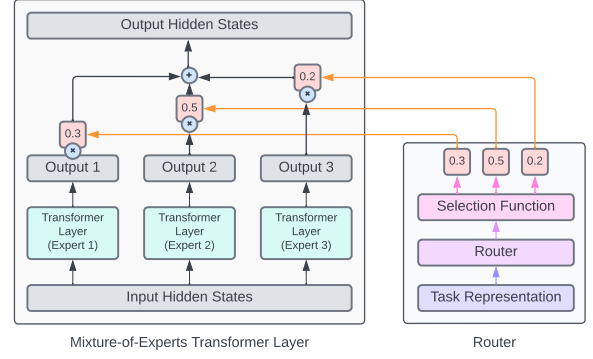 Output Hidden States
+
0.2
×
0.5
×
0.3
×
Output 1
Output 2
Output 3
Transformer
Layer
(Expert 1)
Transformer
Layer
(Expert 2)
Transformer
Layer
(Expert 3)
Input Hidden States
Mixture-of-Experts Transformer Layer
0.3
0.5
0.2
Selection Function
Router
Task Representation
Router